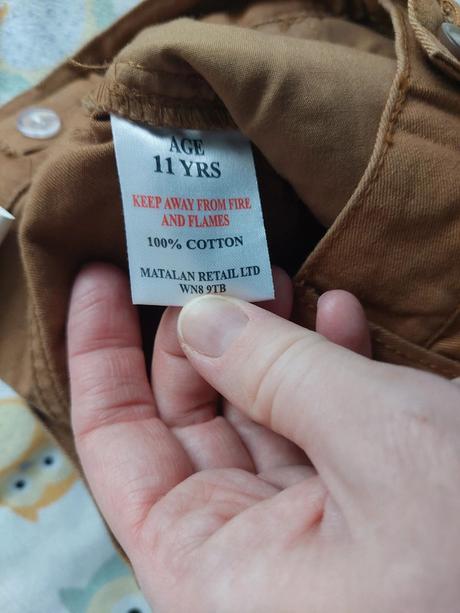 AGE
11 YRS
KEEP AWAY FROM FIRE
AND FLAMES
100% COTTON
MATALAN RETAIL LTD
WN8 9TB